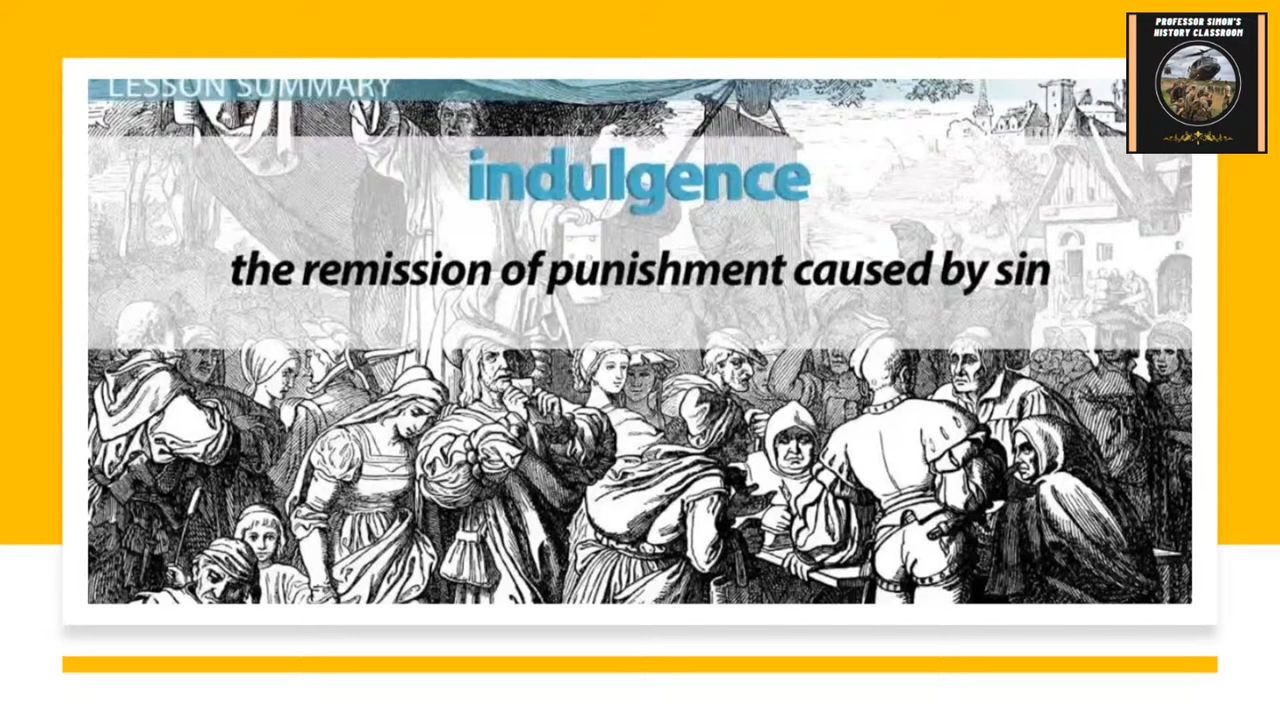 PROFESSOR SIMON'S
HISTORY CLASSROOM
LESSON SUMMARY
indulgence
the remission of punishment caused by sin